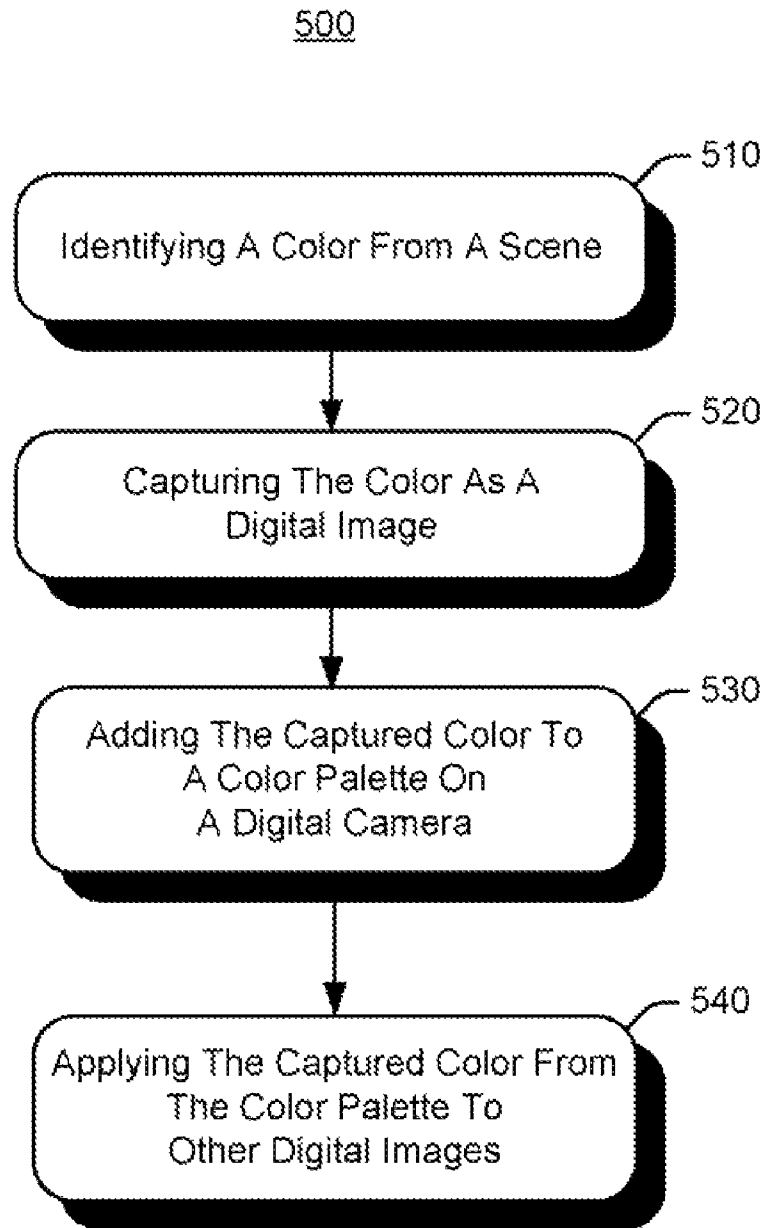 500
510
Identifying A Color From A Scene
520
Capturing The Color As A
Digital Image
530
Adding The Captured Color To
A Color Palette On
A Digital Camera
540
Applying The Captured Color From
The Color Palette To
Other Digital Images